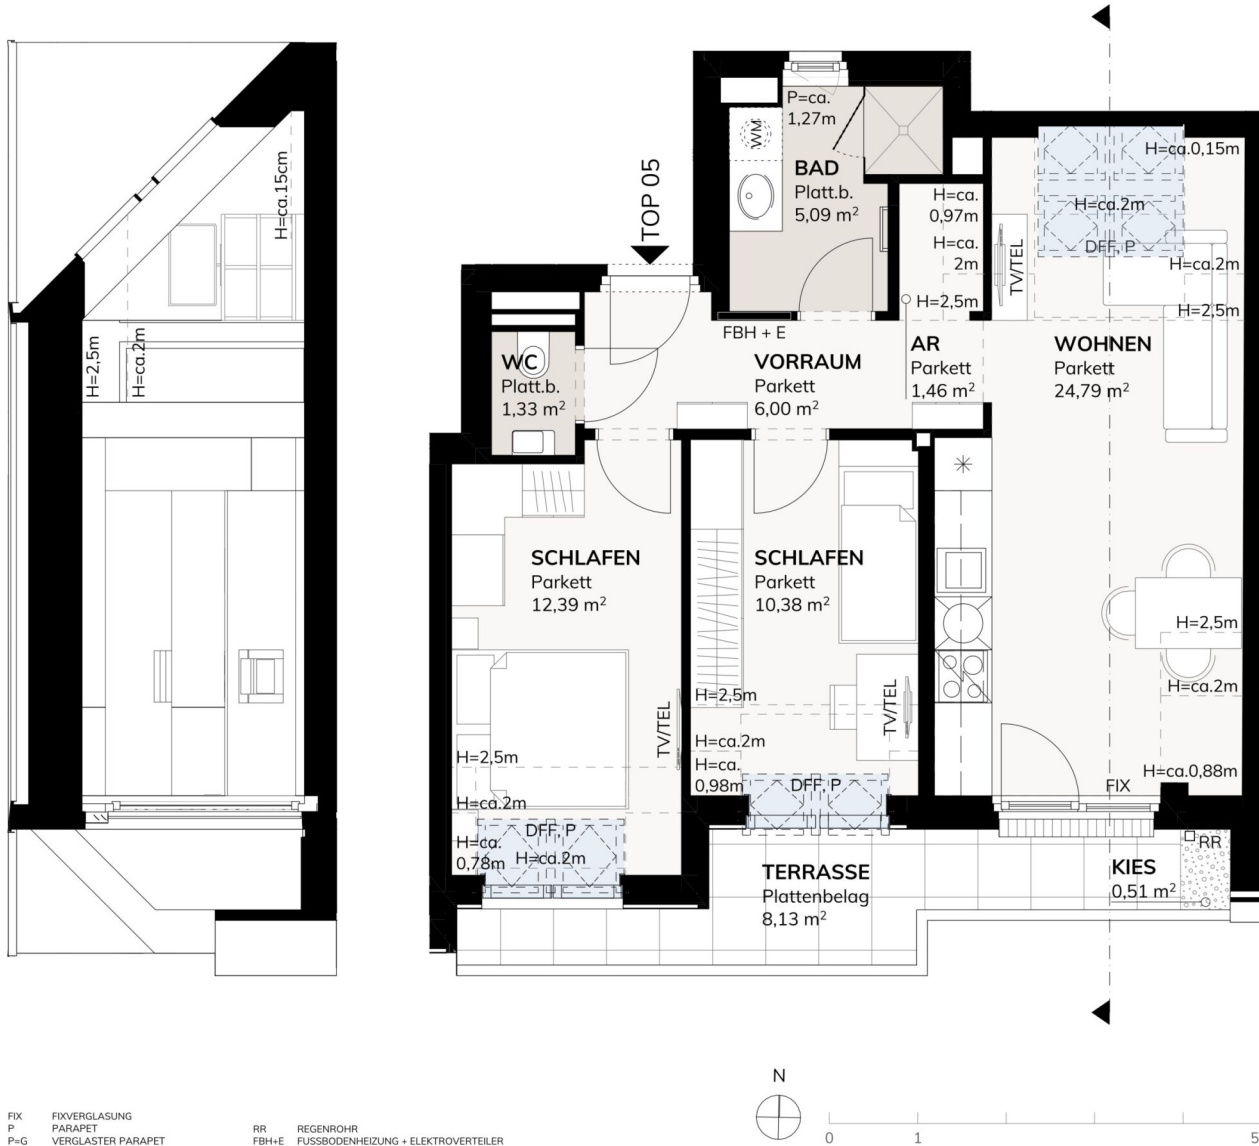 H=ca.15cm
H=2,5m
H=ca.2m
TOP 05
P=ca.
1,27m
WM
BAD
Platt.b.
5,09 m²
H=ca.
0,97m
H=ca.
2m
H=2,5m
TV/TEL
H=ca.0,15m
H=ca.2m
DFF, P
H=ca.2m
H=2,5m
FBH + E
WC
Platt.b.
1,33 m²
VORRAUM
Parkett
6,00 m²
AR
Parkett
1,46 m²
WOHNEN
Parkett
24,79 m²
SCHLAFEN
Parkett
12,39 m²
SCHLAFEN
Parkett
10,38 m²
H=2,5m
H=ca.2m
H=ca.0,88m
FIX
TV/TEL
H=2,5m
H=ca.2m
H=ca.
0,78m
DFF, P
H=ca.2m
H=2,5m
H=ca.2m
H=ca.
0,98m
DFF, P
TV/TEL
TERRASSE
Plattenbelag
8,13 m²
KIES
0,51 m²
RR
N
0 1 5
FIX FIXVERGLASUNG
P PARAPET
P=G VERGLASTER PARAPET
RR REGENROHR
FBH+E FUSSBODENHEIZUNG + ELEKTROVERTEILER